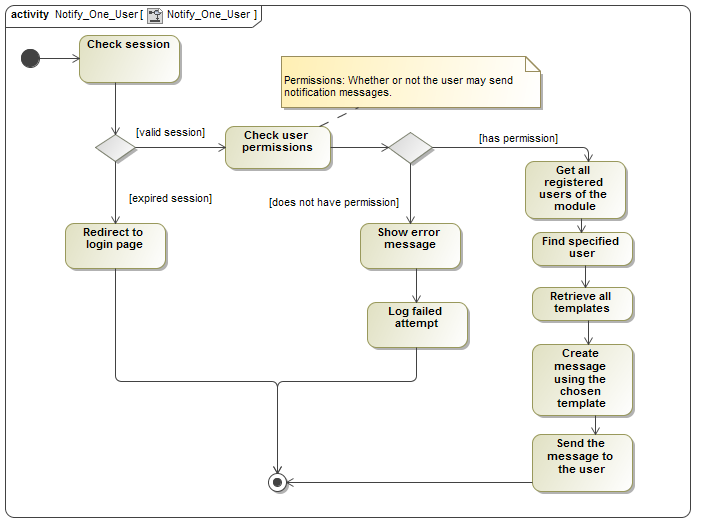 activity Notify_One_User [ Notify_One_User ]
Check session
Permissions: Whether or not the user may send
notification messages.
[valid session]
Check user
permissions
[has permission]
Get all
registered
users of the
module
[expired session]
[does not have permission]
Redirect to
login page
Show error
message
Find specified
user
Retrieve all
templates
Log failed
attempt
Create
message
using the
chosen
template
Send the
message to
the user